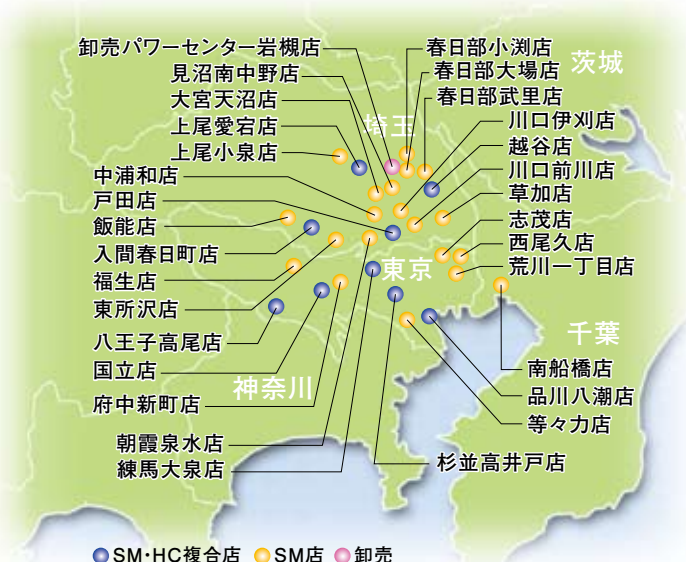 卸売パワーセンター岩槻店
見沼南中野店
大宮天沼店
上尾愛宕店
上尾小泉店
中浦和店
戸田店
飯能店
入間春日町店
福生店
東所沢店
八王子高尾店
国立店
府中新町店
朝霞泉水店
練馬大泉店
春日部小渕店
春日部大場店
春日部武里店
川口伊刈店
越谷店
川口前川店
草加店
志茂店
西尾久店
荒川一丁目店
南船橋店
品川八潮店
等々力店
杉並高井戸店
茨城
埼玉
東京
千葉
神奈川
SM・HC複合店 SM店 卸売